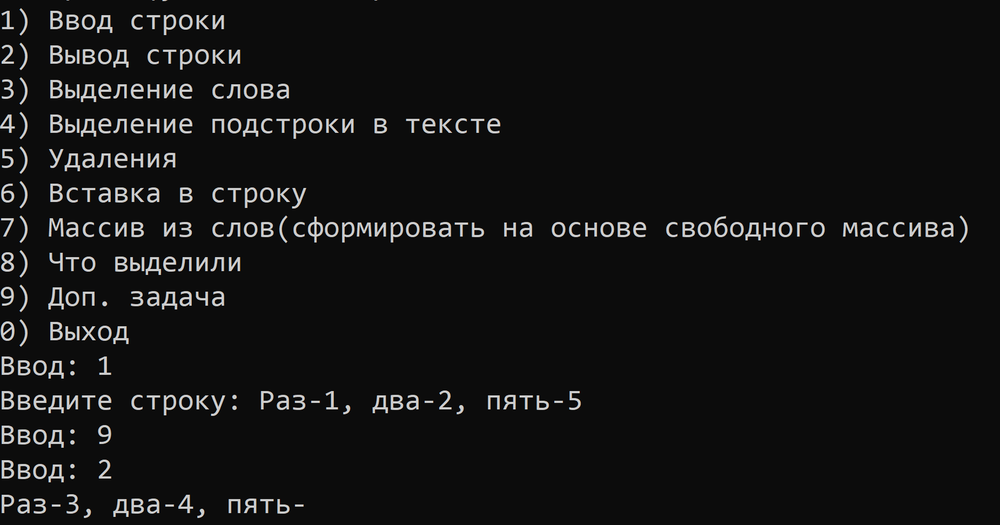 1) Ввод строки
2) Вывод строки
3) Выделение слова
4) Выделение подстроки в тексте
5) Удаления
6) Вставка в строку
7) Массив из слов(сформировать на основе свободного массива)
8) Что выделили
9) Доп. задача
0) Выход
Ввод: 1
Введите строку: Раз-1, два-2, пять-5
Ввод: 9
Ввод: 2
Раз-3, два-4, пять-